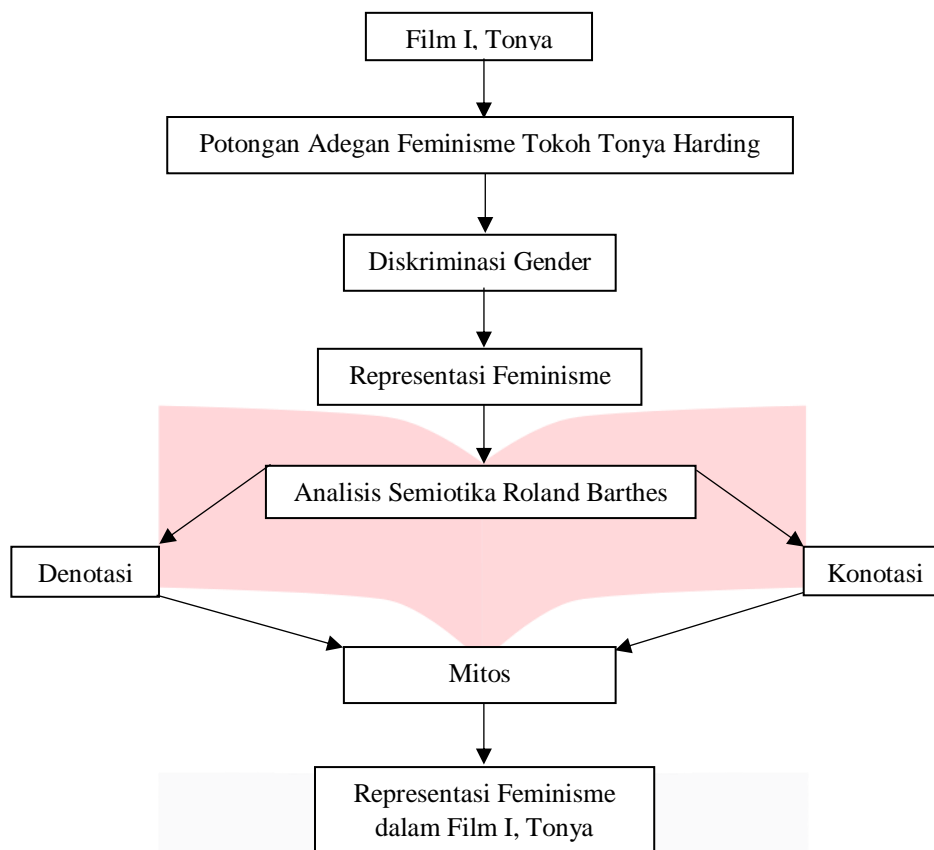 Film I, Tonya
Potongan Adegan Feminisme Tokoh Tonya Harding
Diskriminasi Gender
Representasi Feminisme
Analisis Semiotika Roland Barthes
Denotasi
Konotasi
Mitos
Representasi Feminisme
dalam Film I, Tonya